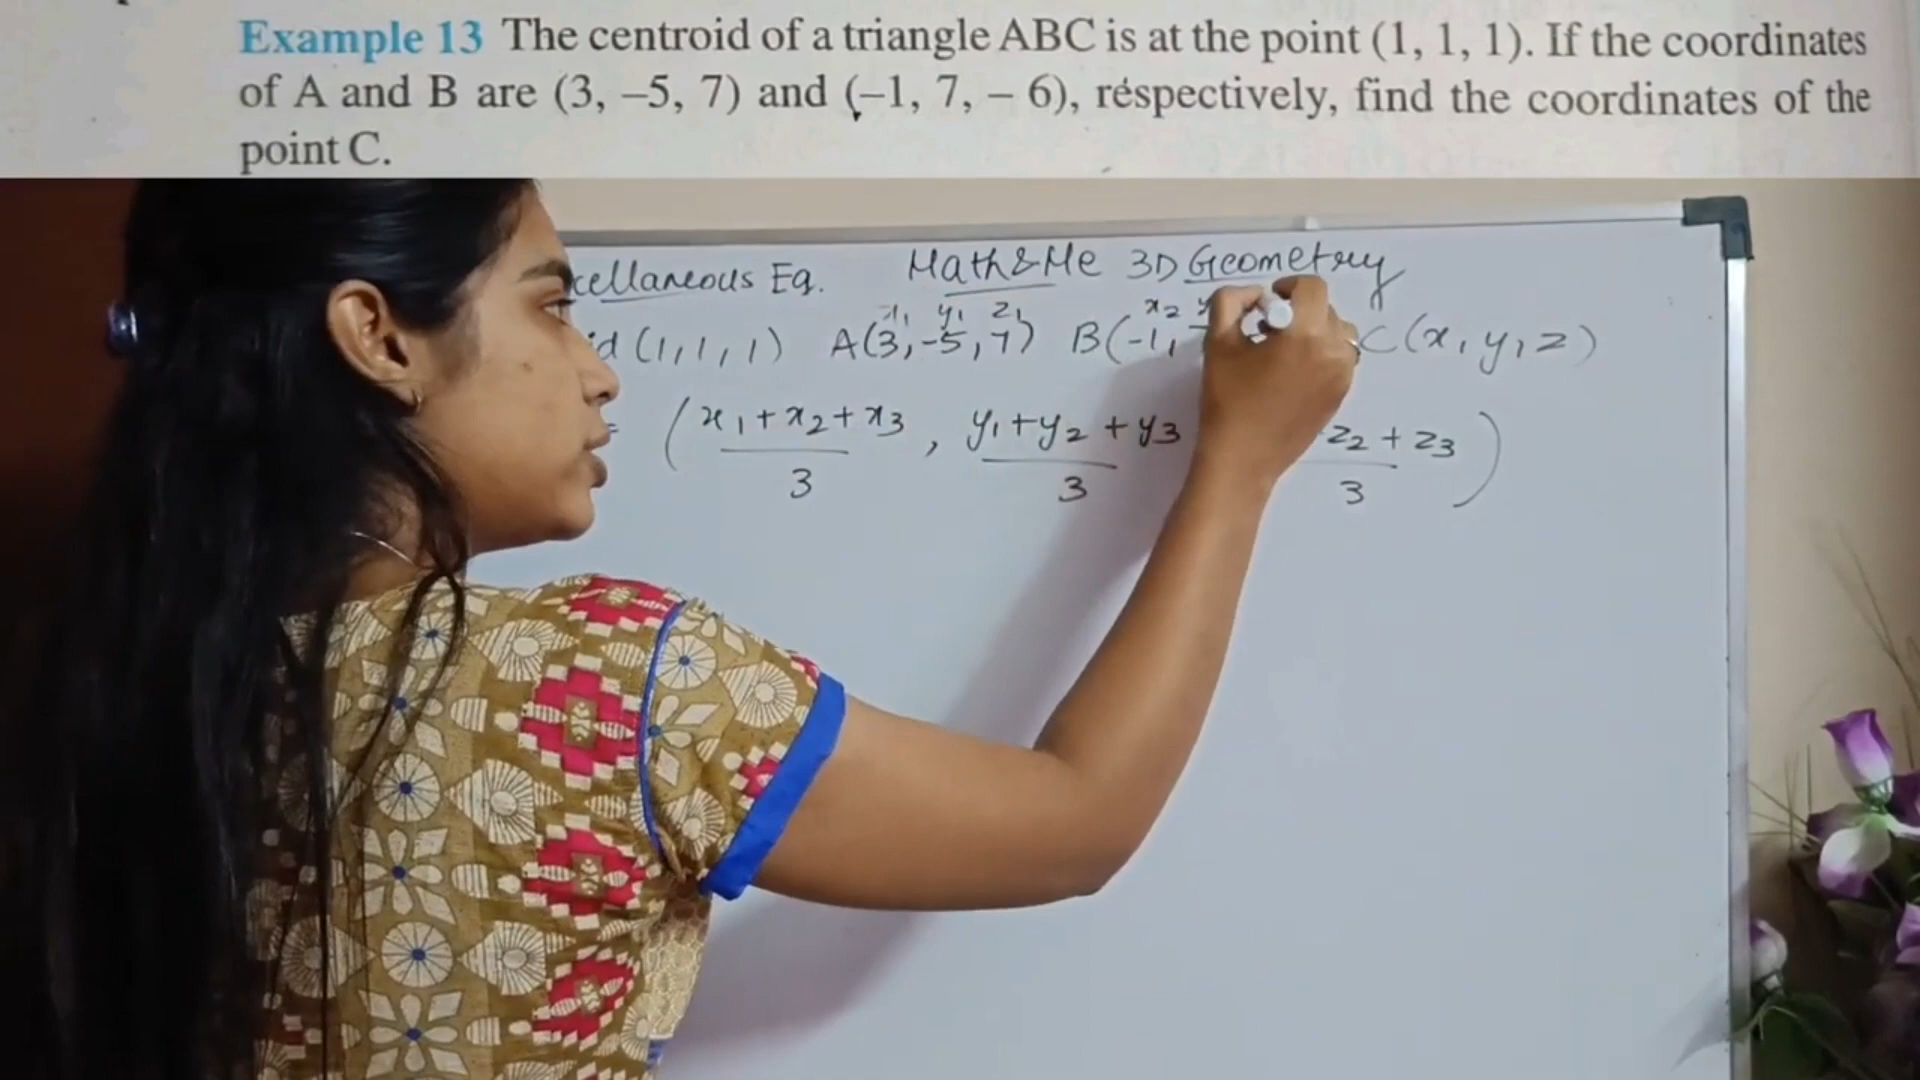 Example 13 The centroid of a triangle ABC is at the point (1, 1, 1). If the coordinates
of A and B are (3, –5, 7) and (–1, 7, – 6), respectively, find the coordinates of the
point C.
cellaneous Eg. Math&Me 3D Geometry
x₁ y₁ z₁ x₂ y
id (1,1,1) A(3,-5,7) B(-1, C(x,y,z)
= (x₁+x₂+x₃/3, y₁+y₂+y₃/3 z₂+z₃/3)